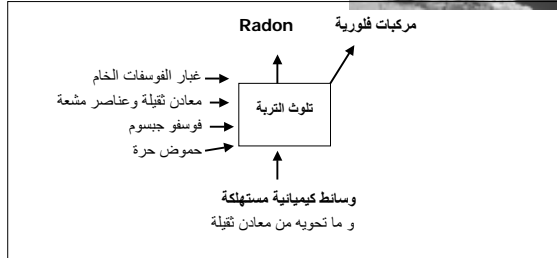 مركبات فلورية
Radon
غبار الفوسفات الخام
معادن ثقيلة وعناصر مشعة
فوسفو جبسوم
حموض حرة
تلوث التربة
وسائط كيميائية مستهلكة
و ما تحويه من معادن ثقيلة